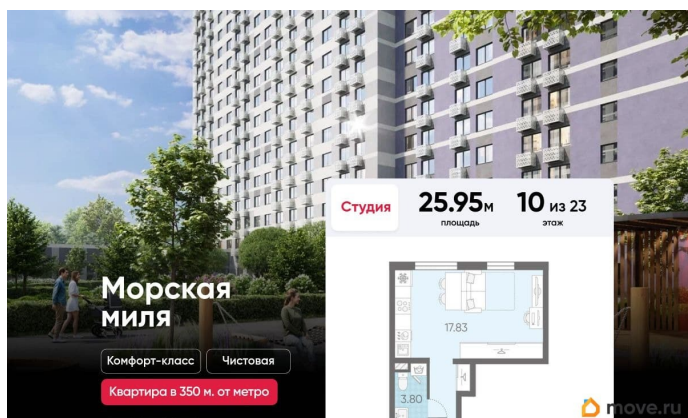 Студия
25.95м
площадь
10 из 23
этаж
Морская
миля
17.83
Комфорт-класс
Чистовая
Квартира в 350 м. от метро
3.80
move.ru